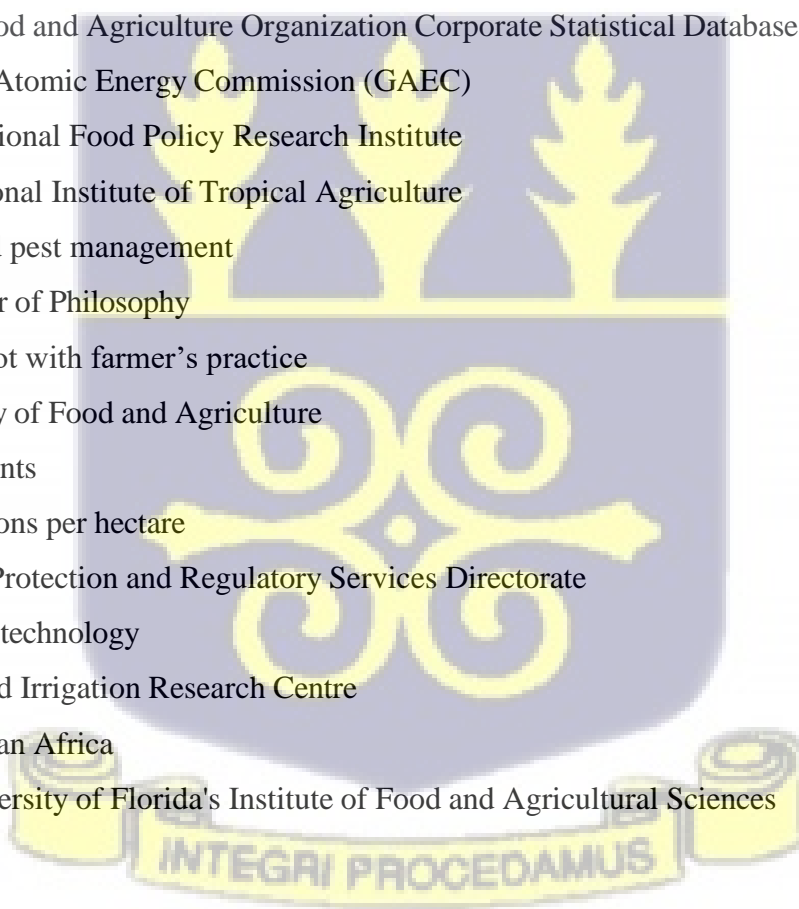 od and Agriculture Organization Corporate Statistical Database
Atomic Energy Commission (GAEC)
ional Food Policy Research Institute
onal Institute of Tropical Agriculture
pest management
r of Philosophy
ot with farmer’s practice
y of Food and Agriculture
nts
ons per hectare
Protection and Regulatory Services Directorate
technology
d Irrigation Research Centre
an Africa
ersity of Florida's Institute of Food and Agricultural Sciences
INTEGRI PROCEDAMUS